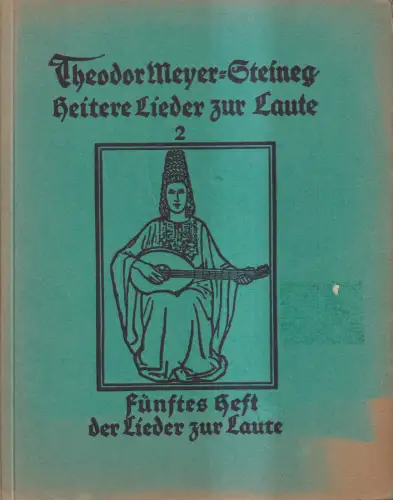 Theodor Meyer=Steineg
Heitere Lieder zur Laute
2
Fünftes Heft
der Lieder zur Laute